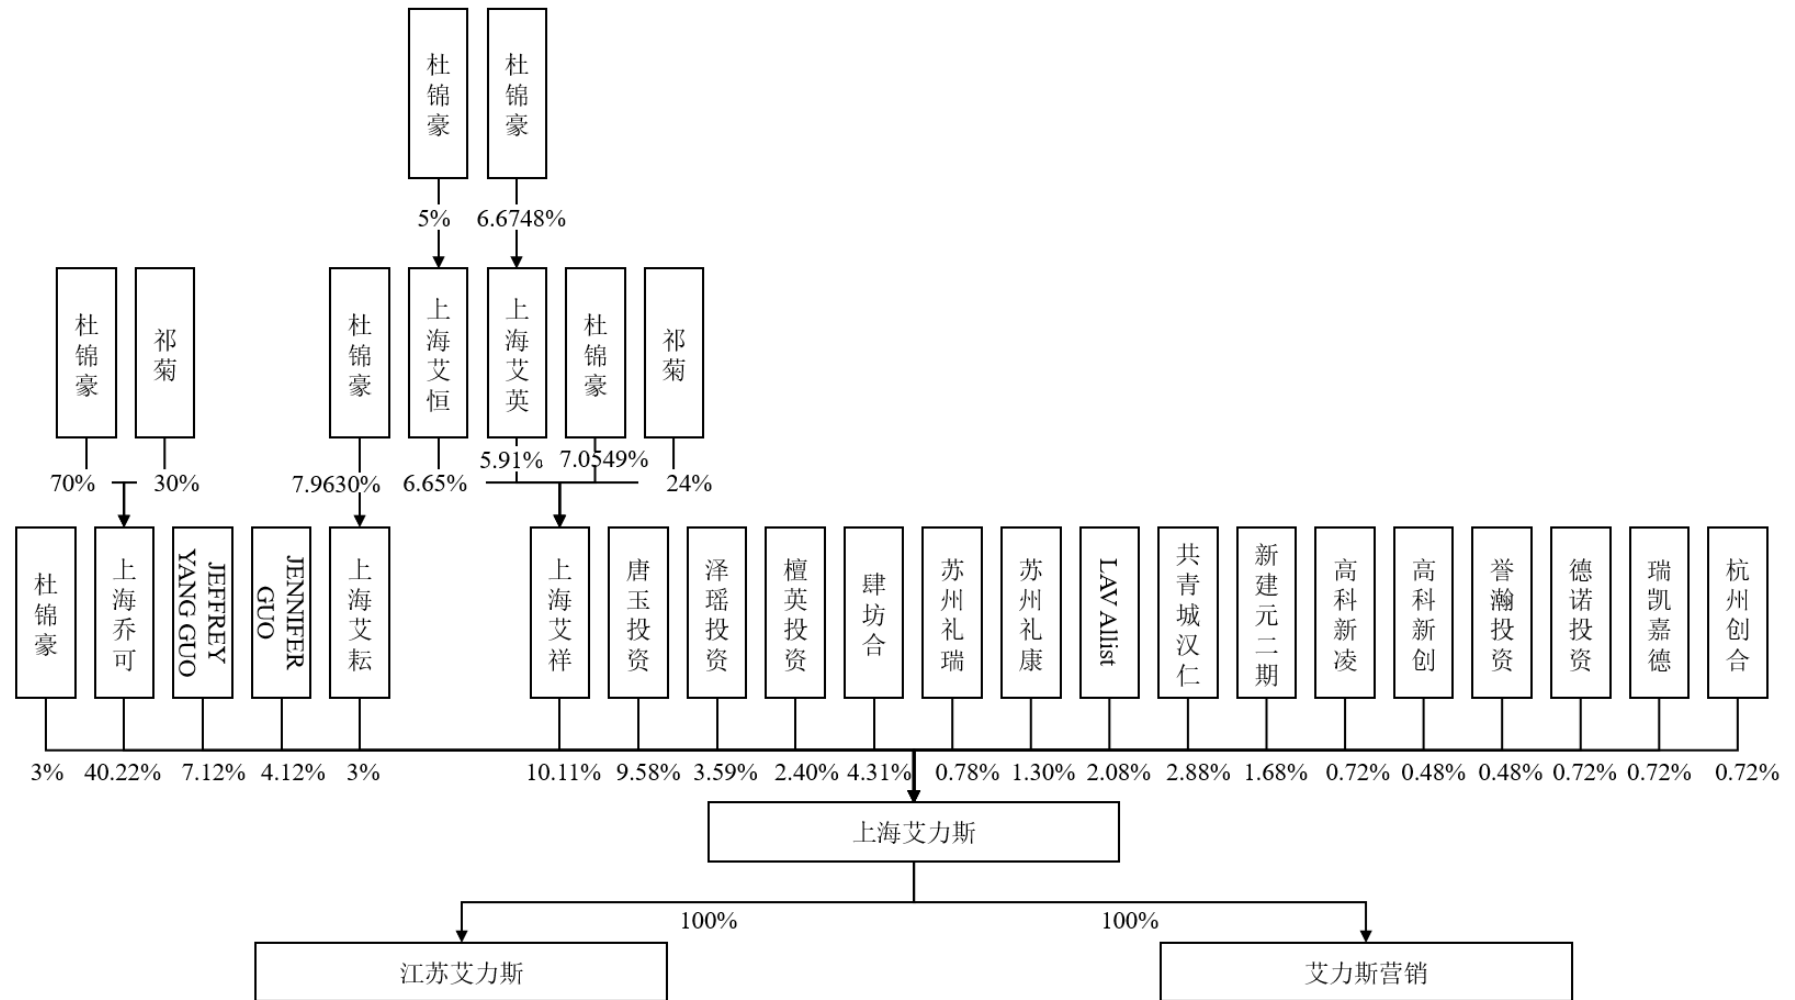 杜锦豪
杜锦豪
5%
6.6748%
杜锦豪
祁菊
杜锦豪
上海艾恒
上海艾英
杜锦豪
祁菊
70%
30%
7.9630%
6.65%
5.91%
7.0549%
24%
杜锦豪
上海乔可
JEFFREY
YANG GUO
JENNIFER
GUO
上海艾耘
上海艾祥
唐玉投资
泽瑶投资
檀英投资
肆坊合
苏州礼瑞
苏州礼康
LAV Allist
共青城汉仁
新建元二期
高科新凌
高科新创
誉瀚投资
德诺投资
瑞凯嘉德
杭州创合
3%
40.22%
7.12%
4.12%
3%
10.11%
9.58%
3.59%
2.40%
4.31%
0.78%
1.30%
2.08%
2.88%
1.68%
0.72%
0.48%
0.48%
0.72%
0.72%
0.72%
上海艾力斯
100%
100%
江苏艾力斯
艾力斯营销